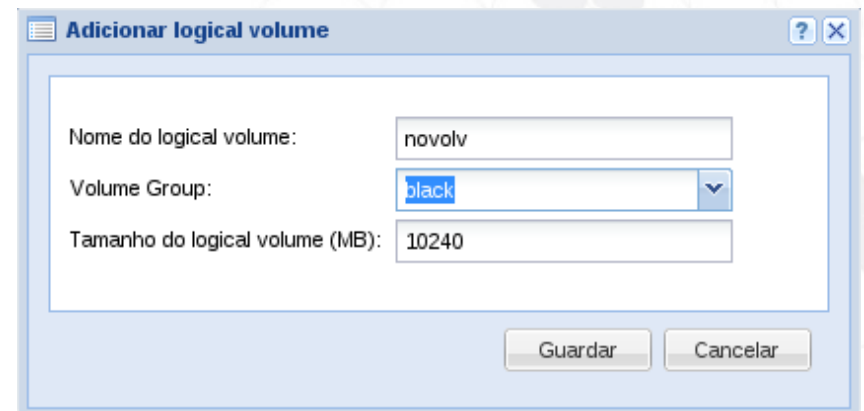 Adicionar logical volume
Nome do logical volume: novolv
Volume Group: black
Tamanho do logical volume (MB): 10240
Guardar Cancelar